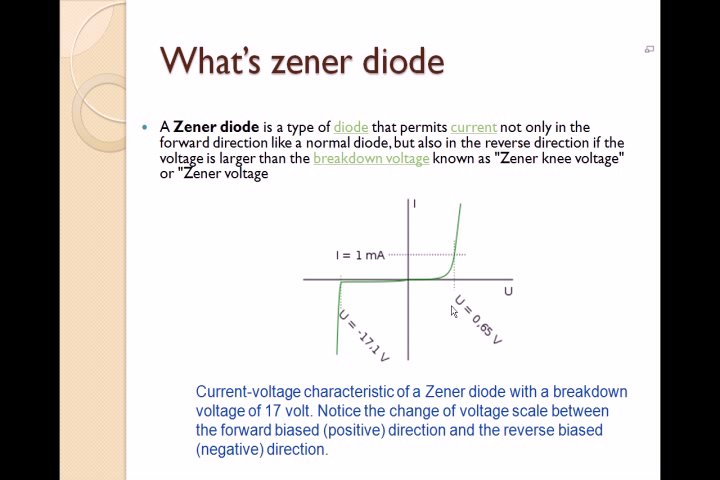 What's zener diode
A Zener diode is a type of diode that permits current not only in the
forward direction like a normal diode, but also in the reverse direction if the
voltage is larger than the breakdown voltage known as "Zener knee voltage"
or "Zener voltage
I
I = 1 mA
U
U = -17,1 V
U = 0,65 V
Current-voltage characteristic of a Zener diode with a breakdown
voltage of 17 volt. Notice the change of voltage scale between
the forward biased (positive) direction and the reverse biased
(negative) direction.